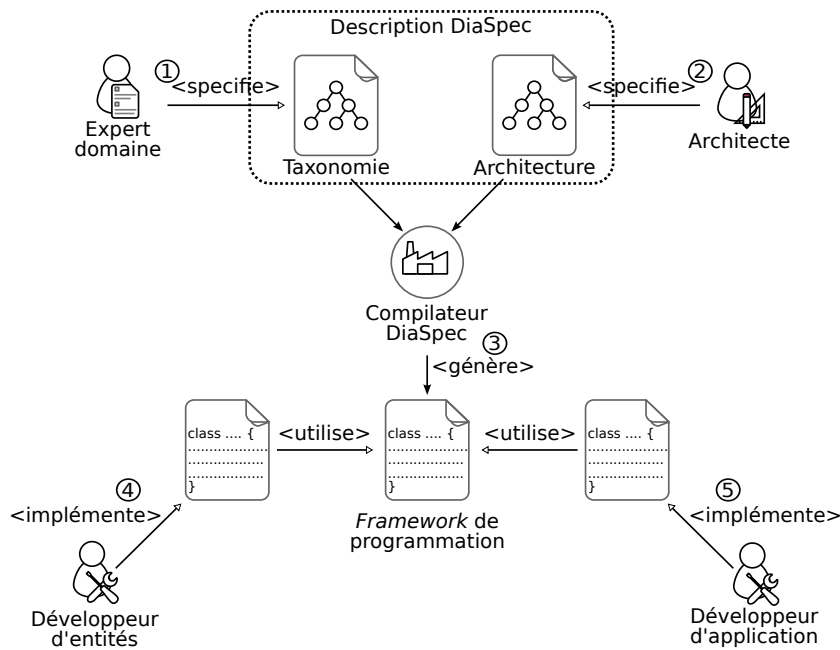 Description DiaSpec
①
<specifie>
②
<specifie>
Expert
domaine
Taxonomie
Architecture
Architecte
Compilateur
DiaSpec
③
<génère>
class .... {
......................
...................
}
<utilise>
class .... {
......................
...................
}
<utilise>
class .... {
......................
...................
}
④
<implémente>
Framework de
programmation
⑤
<implémente>
Développeur
d'entités
Développeur
d'application